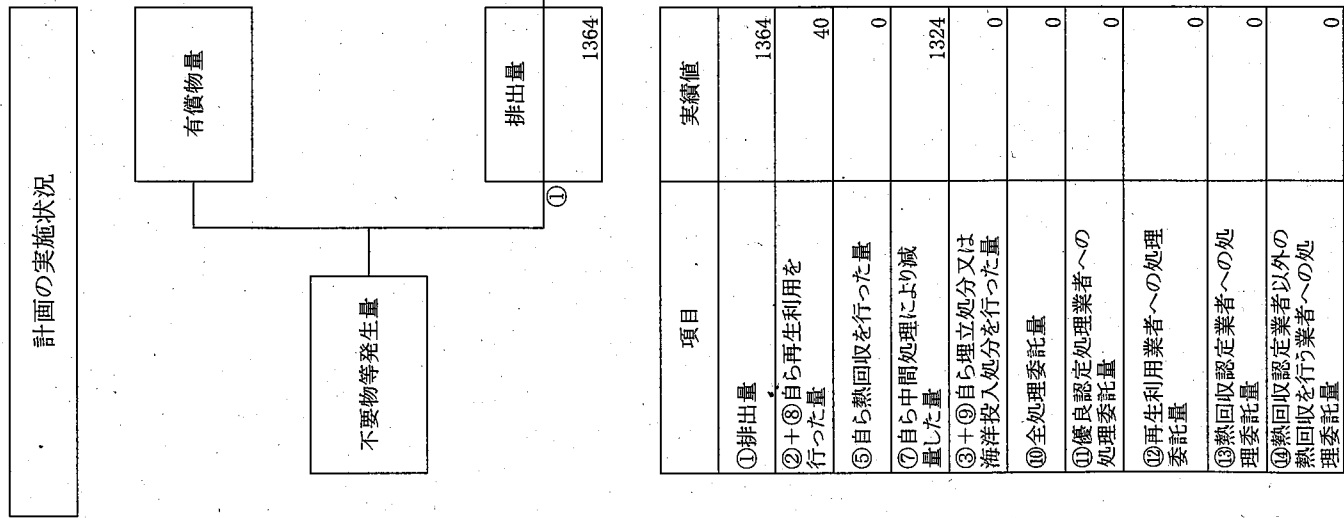 計画の実施状況
有償物量
不要物等発生量
①
排出量
1364
項目
実績値
①排出量
1364
②+⑧自ら再生利用を
行った量
40
⑤自ら熱回収を行った量
0
⑦自ら中間処理により減
量した量
1324
③+⑨自ら埋立処分又は
海洋投入処分を行った量
0
⑩全処理委託量
0
⑪優良認定処理業者への
処理委託量
0
⑫再生利用業者への処理
委託量
0
⑬熱回収認定業者への処
理委託量
0
⑭熱回収認定業者以外の
熱回収を行う業者への処
理委託量
0